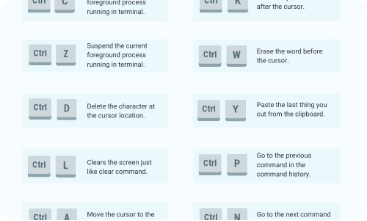 Ctrl C
foreground process
running in terminal.
Ctrl K
after the cursor.
Ctrl Z
Suspend the current
foreground process
running in terminal.
Ctrl W
Erase the word before
the cursor.
Ctrl D
Delete the character at
the cursor location.
Ctrl Y
Paste the last thing you
cut from the clipboard.
Ctrl L
Clears the screen just
like clear command.
Ctrl P
Go to the previous
command in the
command history.
Ctrl A
Move the cursor to the
Ctrl N
Go to the next command